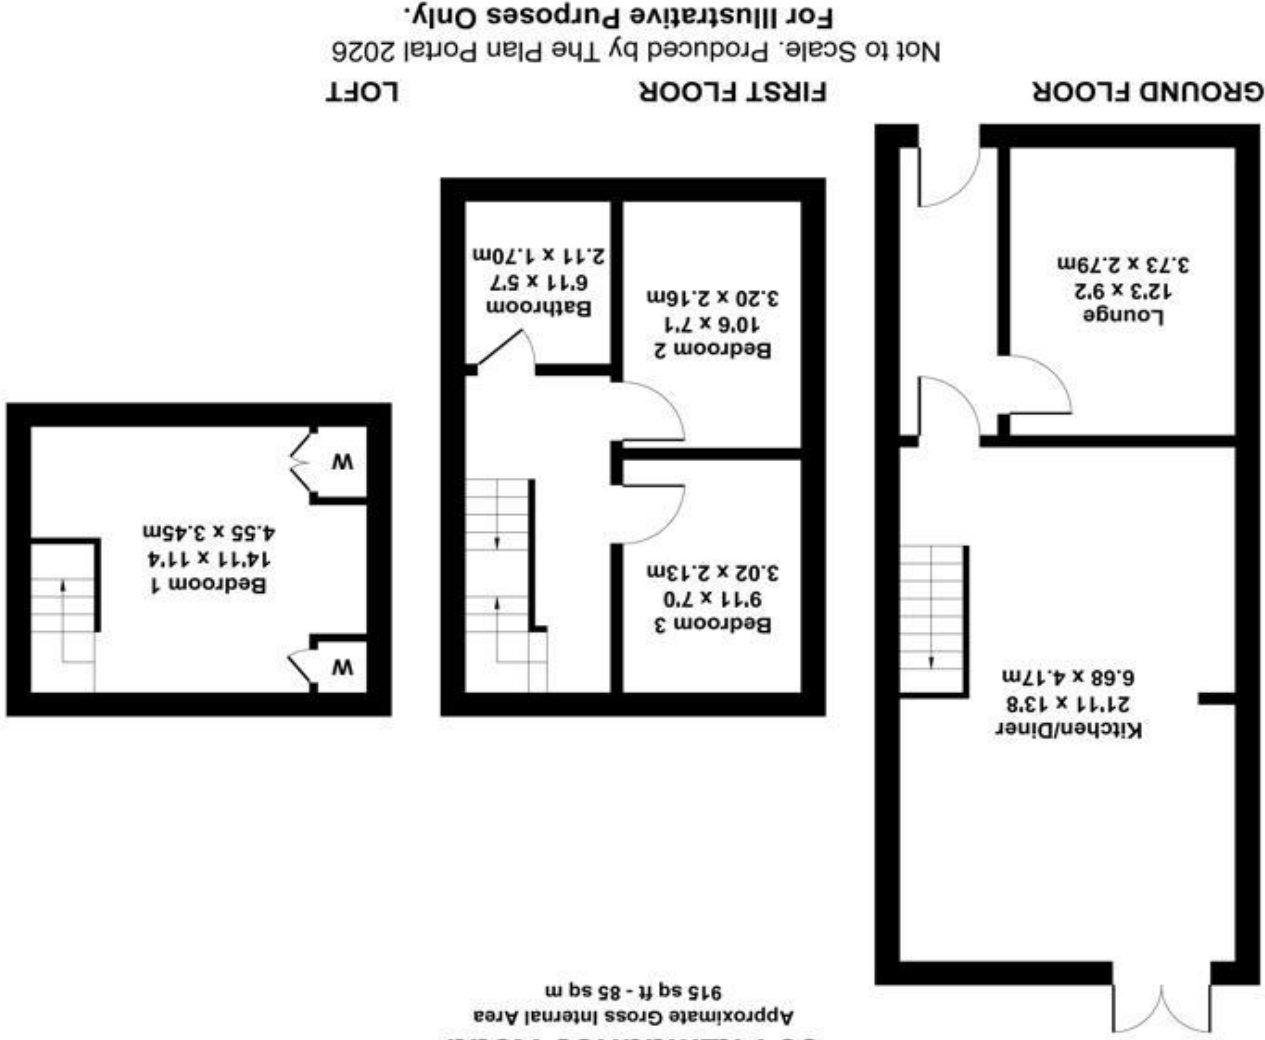 Approximate Gross Internal Area
915 sq ft - 85 sq m
Kitchen/Diner
21'11 x 13'8
6.68 x 4.17m
Lounge
12'3 x 9'2
3.73 x 2.79m
GROUND FLOOR
Bedroom 3
9'11 x 7'0
3.02 x 2.13m
Bedroom 2
10'6 x 7'1
3.20 x 2.16m
Bathroom
6'11 x 5'7
2.11 x 1.70m
FIRST FLOOR
W
Bedroom 1
14'11 x 11'4
4.55 x 3.45m
W
LOFT
Not to Scale. Produced by The Plan Portal 2026
For Illustrative Purposes Only.